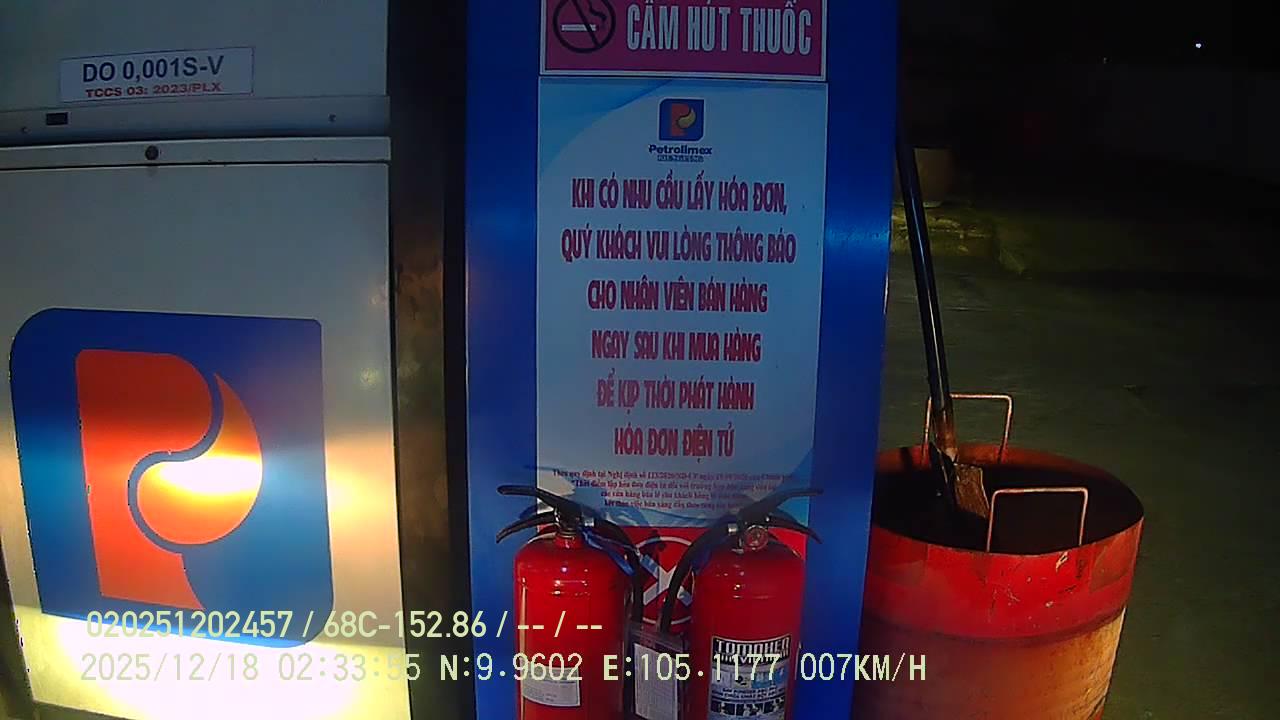 CẤM HÚT THUỐC
DO 0,001S-V
TCCS 03: 2023/PLX
Petrolimex
KHI CÓ NHU CẦU LẤY HÓA ĐƠN,
QUÝ KHÁCH VUI LÒNG THÔNG BÁO
CHO NHÂN VIÊN BÁN HÀNG
NGAY SAU KHI MUA HÀNG
ĐỂ KỊP THỜI PHÁT HÀNH
HÓA ĐƠN ĐIỆN TỬ
020251202457 / 68C-152.86 / -- / --
2025/12/18 02:33:55 N:9.9602 E:105.1177 007KM/H